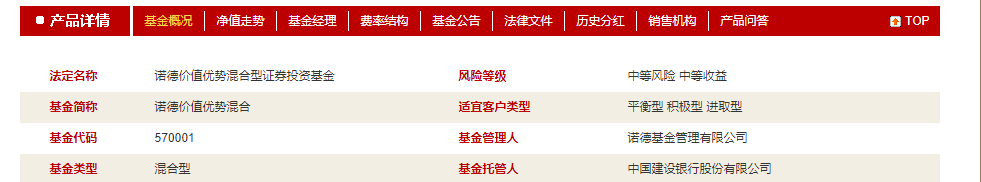 产品详情 基金概况 净值走势 基金经理 费率结构 基金公告 法律文件 历史分红 销售机构 产品问答 TOP
法定名称 诺德价值优势混合型证券投资基金 风险等级 中等风险 中等收益
基金简称 诺德价值优势混合 适宜客户类型 平衡型 积极型 进取型
基金代码 570001 基金管理人 诺德基金管理有限公司
基金类型 混合型 基金托管人 中国建设银行股份有限公司